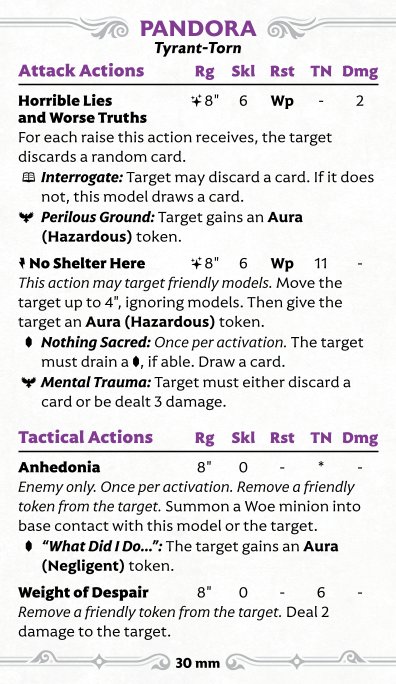 PANDORA
Tyrant-Torn
Attack Actions Rg Skl Rst TN Dmg
Horrible Lies 8" 6 Wp - 2
and Worse Truths
For each raise this action receives, the target
discards a random card.
Interrogate: Target may discard a card. If it does
not, this model draws a card.
Perilous Ground: Target gains an Aura
(Hazardous) token.
No Shelter Here 8" 6 Wp 11 -
This action may target friendly models. Move the
target up to 4", ignoring models. Then give the
target an Aura (Hazardous) token.
Nothing Sacred: Once per activation. The target
must drain a , if able. Draw a card.
Mental Trauma: Target must either discard a
card or be dealt 3 damage.
Tactical Actions Rg Skl Rst TN Dmg
Anhedonia 8" 0 - * -
Enemy only. Once per activation. Remove a friendly
token from the target. Summon a Woe minion into
base contact with this model or the target.
“What Did I Do...”: The target gains an Aura
(Negligent) token.
Weight of Despair 8" 0 - 6 -
Remove a friendly token from the target. Deal 2
damage to the target.
30 mm